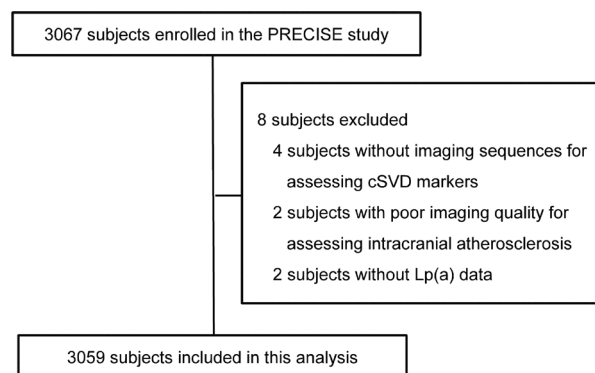 3067 subjects enrolled in the PRECISE study
8 subjects excluded
4 subjects without imaging sequences for
assessing cSVD markers
2 subjects with poor imaging quality for
assessing intracranial atherosclerosis
2 subjects without Lp(a) data
3059 subjects included in this analysis